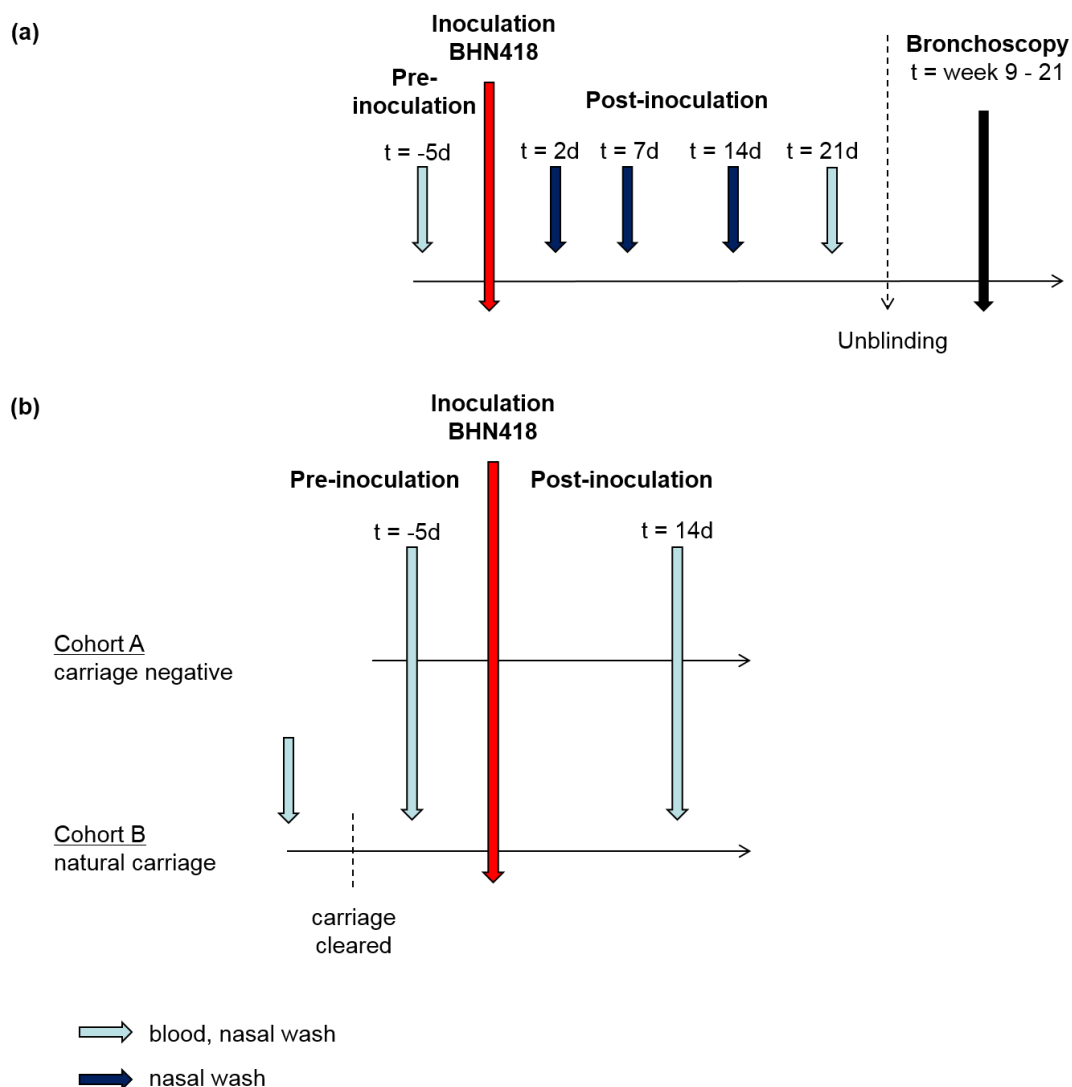 (a)
Inoculation
BHN418
Bronchoscopy
t = week 9 - 21
Pre-
inoculation
Post-inoculation
t = -5d
t = 2d
t = 7d
t = 14d
t = 21d
Unblinding
(b)
Inoculation
BHN418
Pre-inoculation
Post-inoculation
t = -5d
t = 14d
Cohort A
carriage negative
Cohort B
natural carriage
carriage
cleared
blood, nasal wash
nasal wash